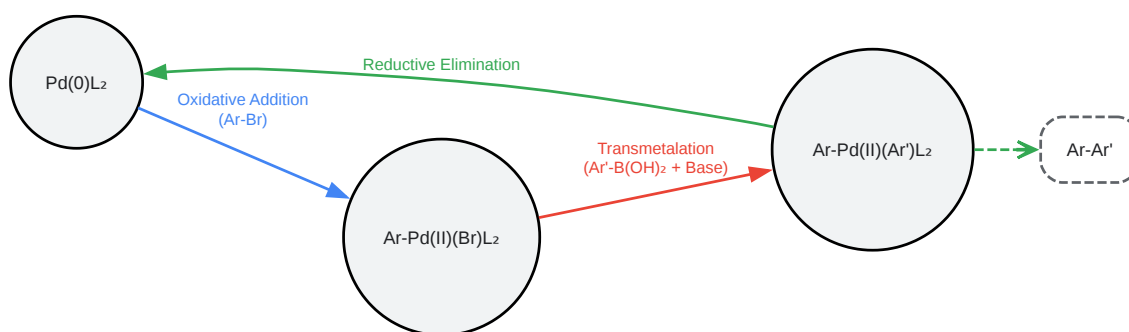 Pd(0)L₂
Reductive Elimination
Oxidative Addition
(Ar-Br)
Ar-Pd(II)(Br)L₂
Transmetalation
(Ar'-B(OH)₂ + Base)
Ar-Pd(II)(Ar')L₂
Ar-Ar'